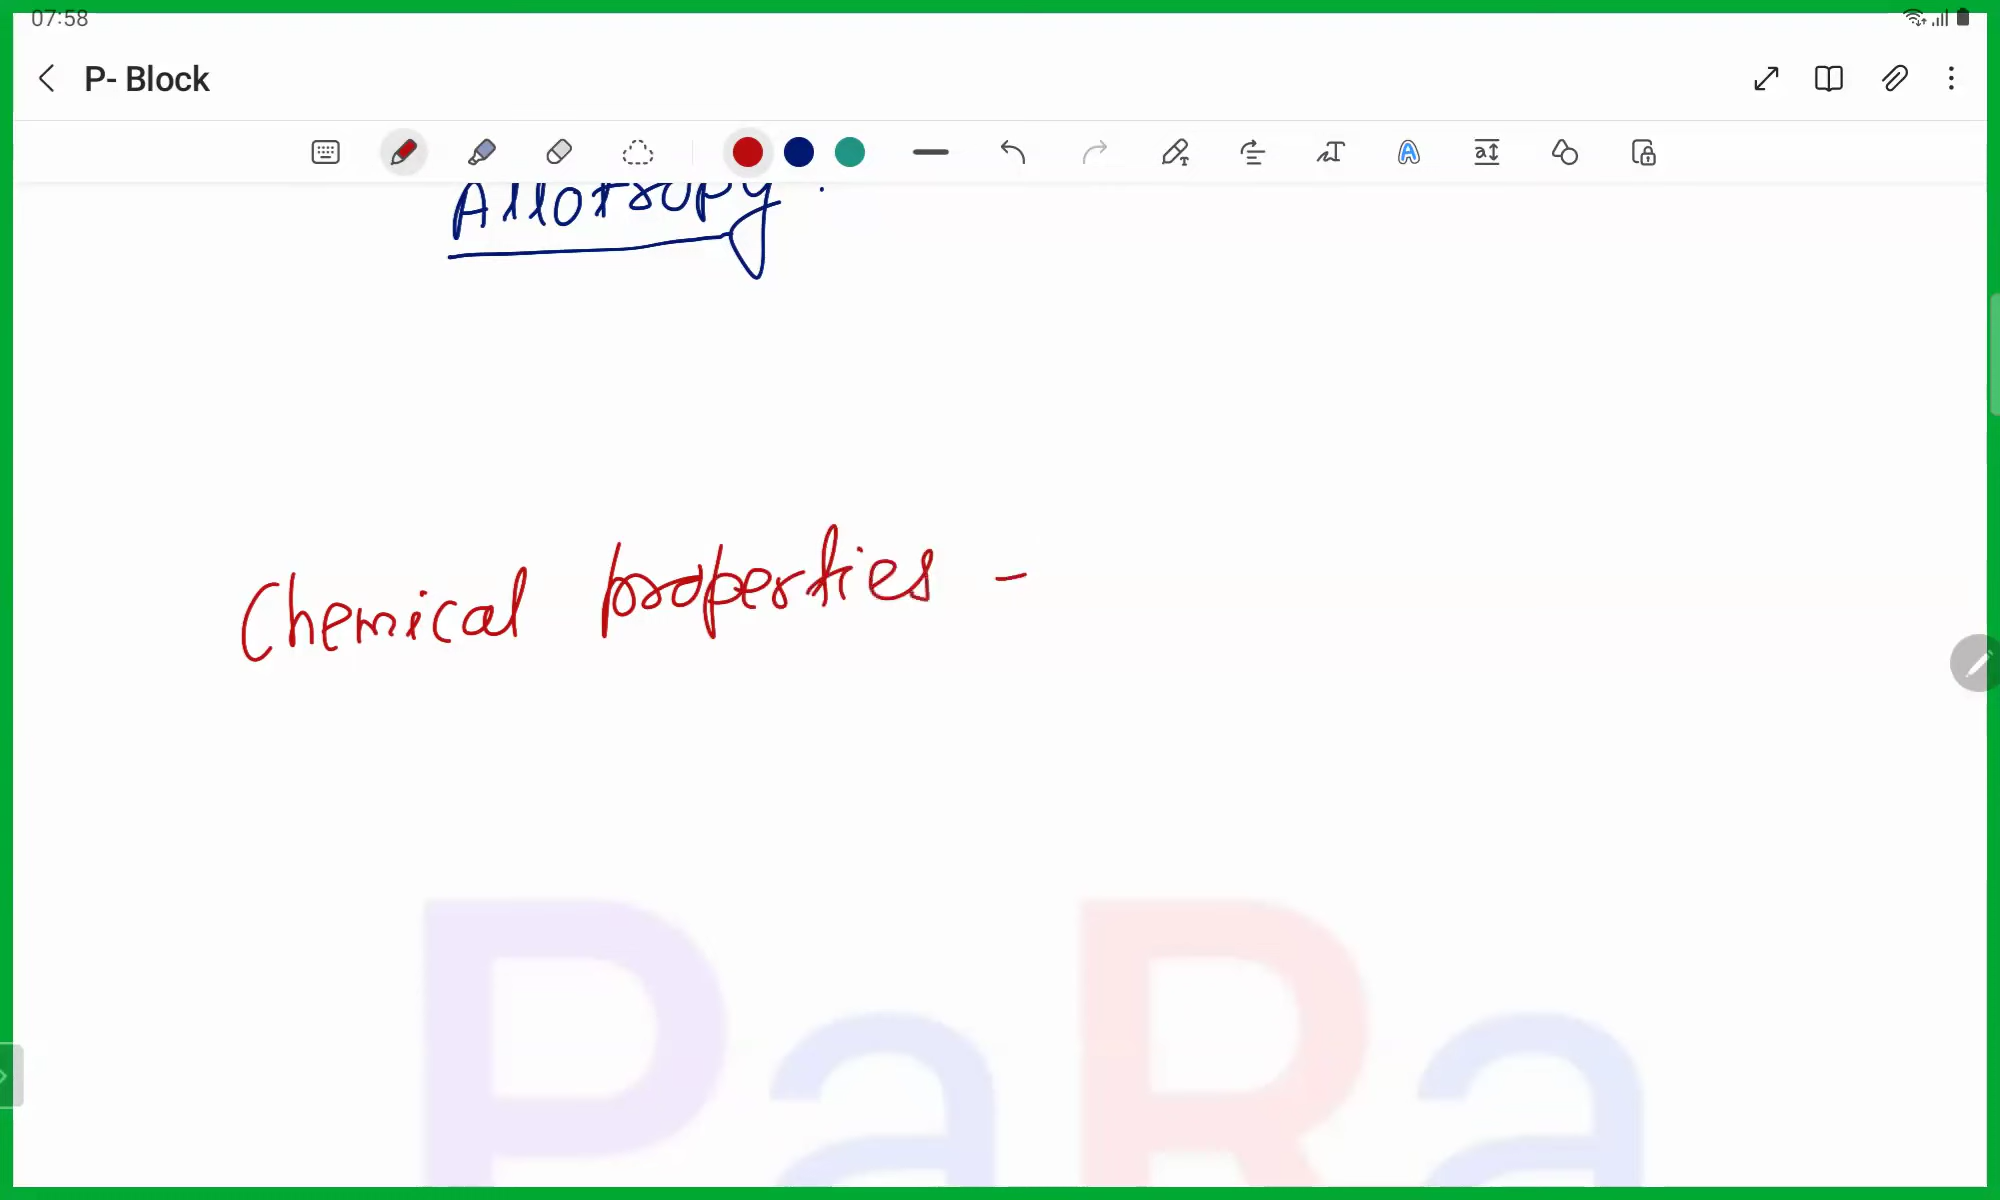 07:58
P- Block
Allotropy :
Chemical properties -
PaRa